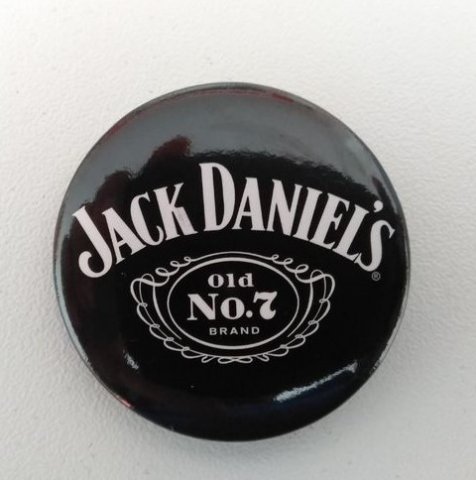 JACK DANIEL'S
®
Old
No.7
BRAND